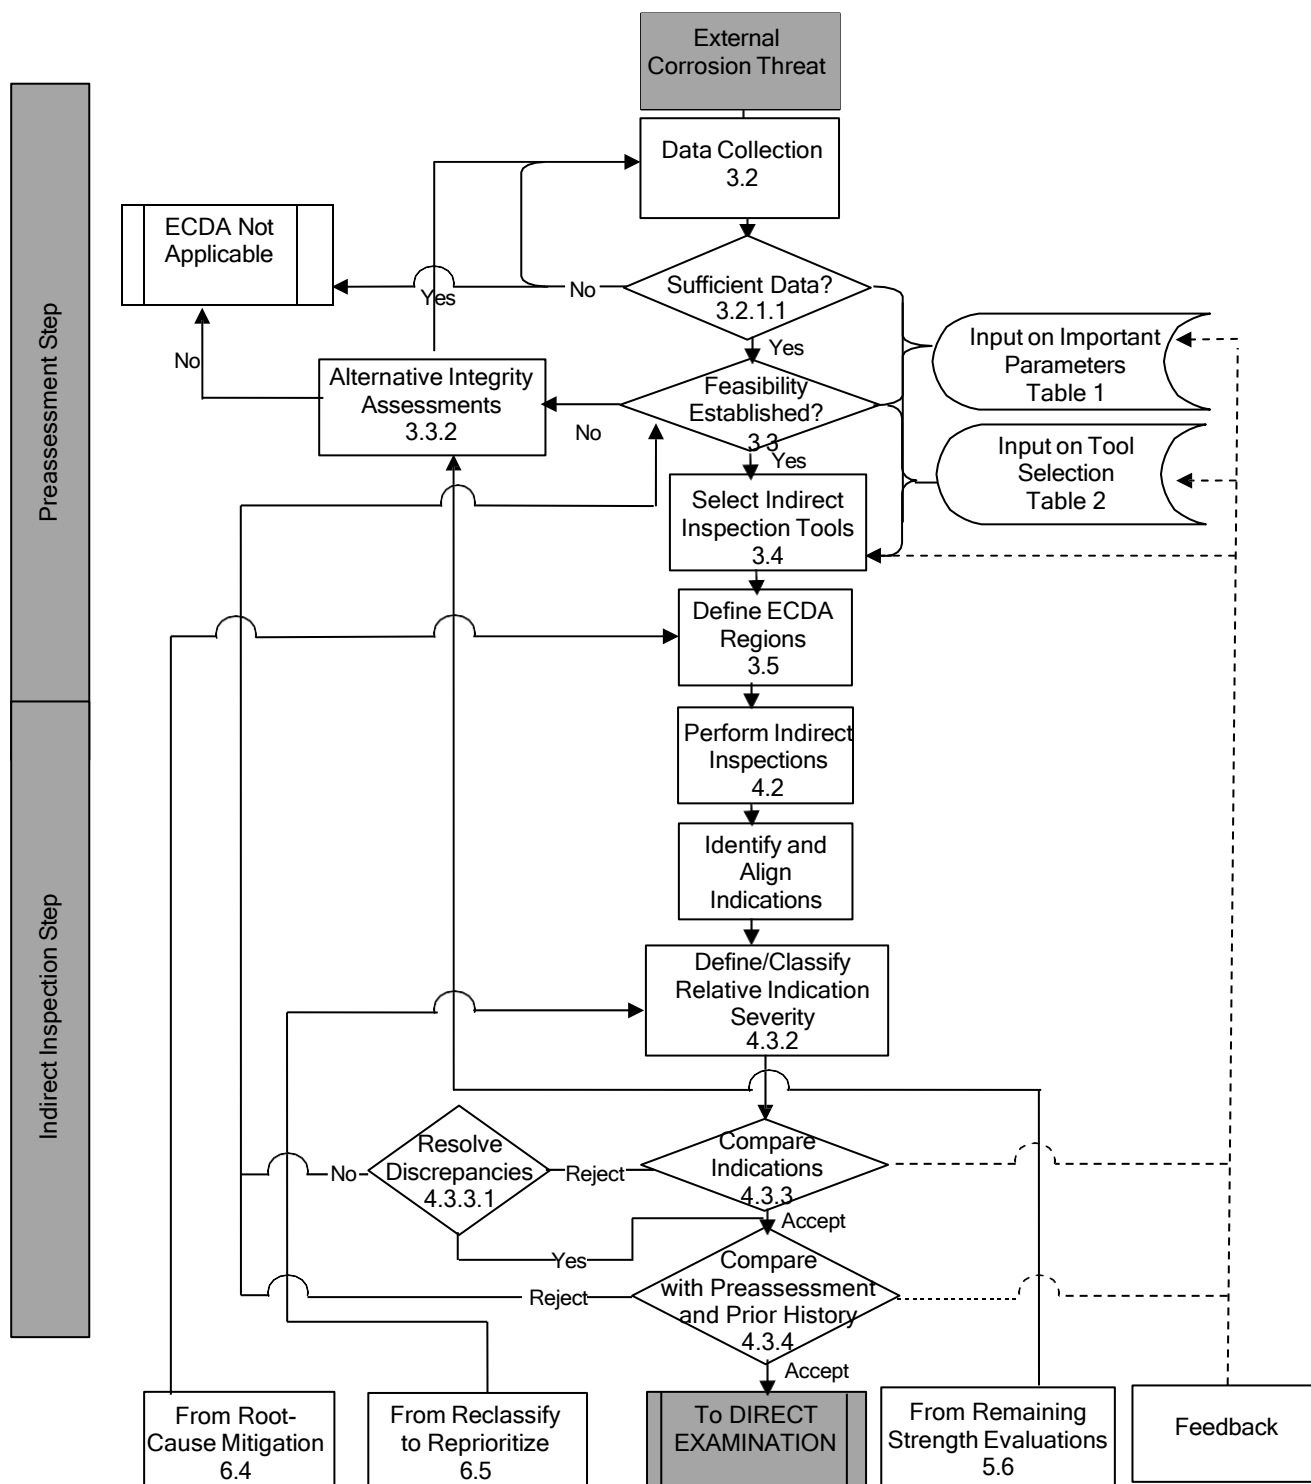 External
Corrosion Threat
Data Collection
3.2
ECDA Not
Applicable
Yes
No
Sufficient Data?
3.2.1.1
Yes
Input on Important
Parameters
Table 1
No
Alternative Integrity
Assessments
3.3.2
No
Feasibility
Established?
3.3
Yes
Input on Tool
Selection
Table 2
Preassessment Step
Select Indirect
Inspection Tools
3.4
Define ECDA
Regions
3.5
Perform Indirect
Inspections
4.2
Identify and
Align
Indications
Indirect Inspection Step
Define/Classify
Relative Indication
Severity
4.3.2
Resolve
Discrepancies
4.3.3.1
No
Reject
Compare
Indications
4.3.3
Accept
Yes
Compare
with Preassessment
and Prior History
4.3.4
Reject
Accept
From Root-
Cause Mitigation
6.4
From Reclassify
to Reprioritize
6.5
To DIRECT
EXAMINATION
From Remaining
Strength Evaluations
5.6
Feedback